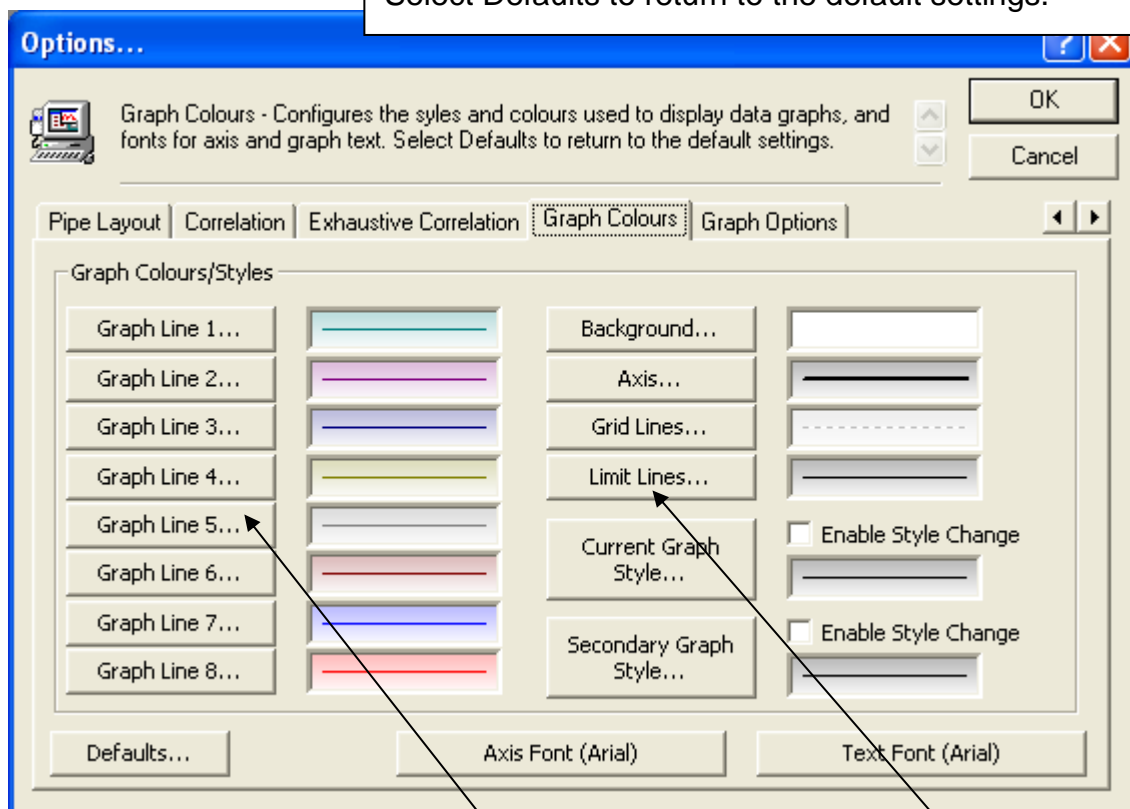 Select Defaults to return to the default settings.
Options...
Graph Colours - Configures the syles and colours used to display data graphs, and
fonts for axis and graph text. Select Defaults to return to the default settings.
OK
Cancel
Pipe Layout
Correlation
Exhaustive Correlation
Graph Colours
Graph Options
Graph Colours/Styles
Graph Line 1...
Graph Line 2...
Graph Line 3...
Graph Line 4...
Graph Line 5...
Graph Line 6...
Graph Line 7...
Graph Line 8...
Background...
Axis...
Grid Lines...
Limit Lines...
Current Graph
Style...
Enable Style Change
Secondary Graph
Style...
Enable Style Change
Defaults...
Axis Font (Arial)
Text Font (Arial)